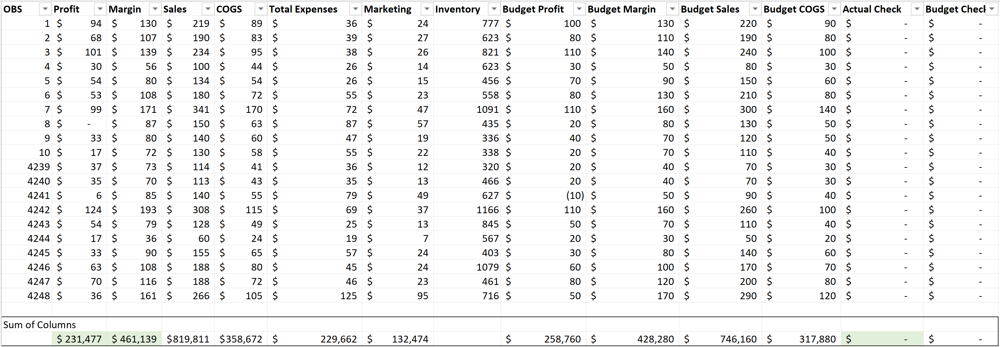 OBS Profit Margin Sales COGS Total Expenses Marketing Inventory Budget Profit Budget Margin Budget Sales Budget COGS Actual Check Budget Check
1 $ 94 $ 130 $ 219 $ 89 $ 36 $ 24 777 $ 100 $ 130 $ 220 $ 90 $ - $ -
2 $ 68 $ 107 $ 190 $ 83 $ 39 $ 27 623 $ 80 $ 110 $ 190 $ 80 $ - $ -
3 $ 101 $ 139 $ 234 $ 95 $ 38 $ 26 821 $ 110 $ 140 $ 240 $ 100 $ - $ -
4 $ 30 $ 56 $ 100 $ 44 $ 26 $ 14 623 $ 30 $ 50 $ 80 $ 30 $ - $ -
5 $ 54 $ 80 $ 134 $ 54 $ 26 $ 15 456 $ 70 $ 90 $ 150 $ 60 $ - $ -
6 $ 53 $ 108 $ 180 $ 72 $ 55 $ 23 558 $ 80 $ 130 $ 210 $ 80 $ - $ -
7 $ 99 $ 171 $ 341 $ 170 $ 72 $ 47 1091 $ 110 $ 160 $ 300 $ 140 $ - $ -
8 $ - $ 87 $ 150 $ 63 $ 87 $ 57 435 $ 20 $ 80 $ 130 $ 50 $ - $ -
9 $ 33 $ 80 $ 140 $ 60 $ 47 $ 19 336 $ 40 $ 70 $ 120 $ 50 $ - $ -
10 $ 17 $ 72 $ 130 $ 58 $ 55 $ 22 338 $ 20 $ 70 $ 110 $ 40 $ - $ -
4239 $ 37 $ 73 $ 114 $ 41 $ 36 $ 12 320 $ 20 $ 40 $ 70 $ 30 $ - $ -
4240 $ 35 $ 70 $ 113 $ 43 $ 35 $ 13 466 $ 20 $ 40 $ 70 $ 30 $ - $ -
4241 $ 6 $ 85 $ 140 $ 55 $ 79 $ 49 627 $ (10) $ 50 $ 90 $ 40 $ - $ -
4242 $ 124 $ 193 $ 308 $ 115 $ 69 $ 37 1166 $ 110 $ 160 $ 260 $ 100 $ - $ -
4243 $ 54 $ 79 $ 128 $ 49 $ 25 $ 13 845 $ 50 $ 70 $ 110 $ 40 $ - $ -
4244 $ 17 $ 36 $ 60 $ 24 $ 19 $ 7 567 $ 20 $ 30 $ 50 $ 20 $ - $ -
4245 $ 33 $ 90 $ 155 $ 65 $ 57 $ 24 403 $ 30 $ 80 $ 140 $ 60 $ - $ -
4246 $ 63 $ 108 $ 188 $ 80 $ 45 $ 24 1079 $ 60 $ 100 $ 170 $ 70 $ - $ -
4247 $ 70 $ 116 $ 188 $ 72 $ 46 $ 23 461 $ 80 $ 120 $ 200 $ 80 $ - $ -
4248 $ 36 $ 161 $ 266 $ 105 $ 125 $ 95 716 $ 50 $ 170 $ 290 $ 120 $ - $ -
Sum of Columns
$ 231,477 $ 461,139 $819,811 $358,672 $ 229,662 $ 132,474 $ 258,760 $ 428,280 $ 746,160 $ 317,880 $ - $ -